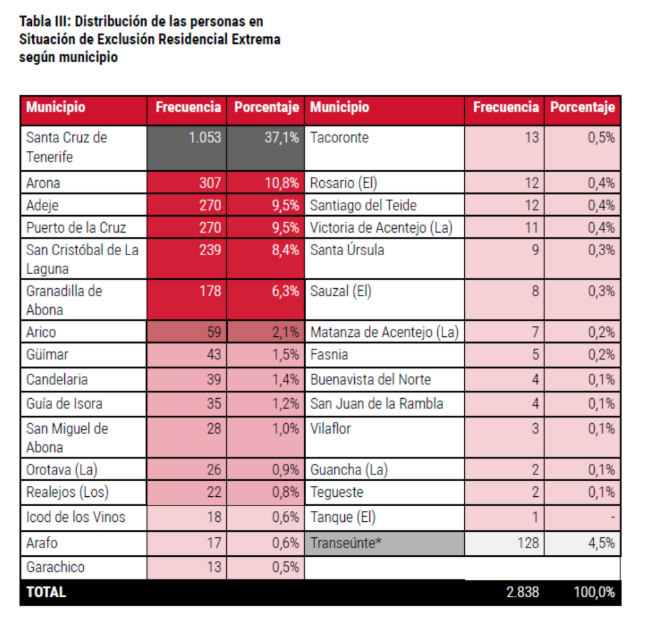 Tabla III: Distribución de las personas en
Situación de Exclusión Residencial Extrema
según municipio
Municipio Frecuencia Porcentaje Municipio Frecuencia Porcentaje
Santa Cruz de Tenerife 1.053 37,1% Tacoronte 13 0,5%
Arona 307 10,8% Rosario (El) 12 0,4%
Adeje 270 9,5% Santiago del Teide 12 0,4%
Puerto de la Cruz 270 9,5% Victoria de Acentejo (La) 11 0,4%
San Cristóbal de La Laguna 239 8,4% Santa Úrsula 9 0,3%
Granadilla de Abona 178 6,3% Sauzal (El) 8 0,3%
Arico 59 2,1% Matanza de Acentejo (La) 7 0,2%
Güímar 43 1,5% Fasnia 5 0,2%
Candelaria 39 1,4% Buenavista del Norte 4 0,1%
Guía de Isora 35 1,2% San Juan de la Rambla 4 0,1%
San Miguel de Abona 28 1,0% Vilaflor 3 0,1%
Orotava (La) 26 0,9% Guancha (La) 2 0,1%
Realejos (Los) 22 0,8% Tegueste 2 0,1%
Icod de los Vinos 18 0,6% Tanque (El) 1 -
Arafo 17 0,6% Transeúnte* 128 4,5%
Garachico 13 0,5%
TOTAL 2.838 100,0%